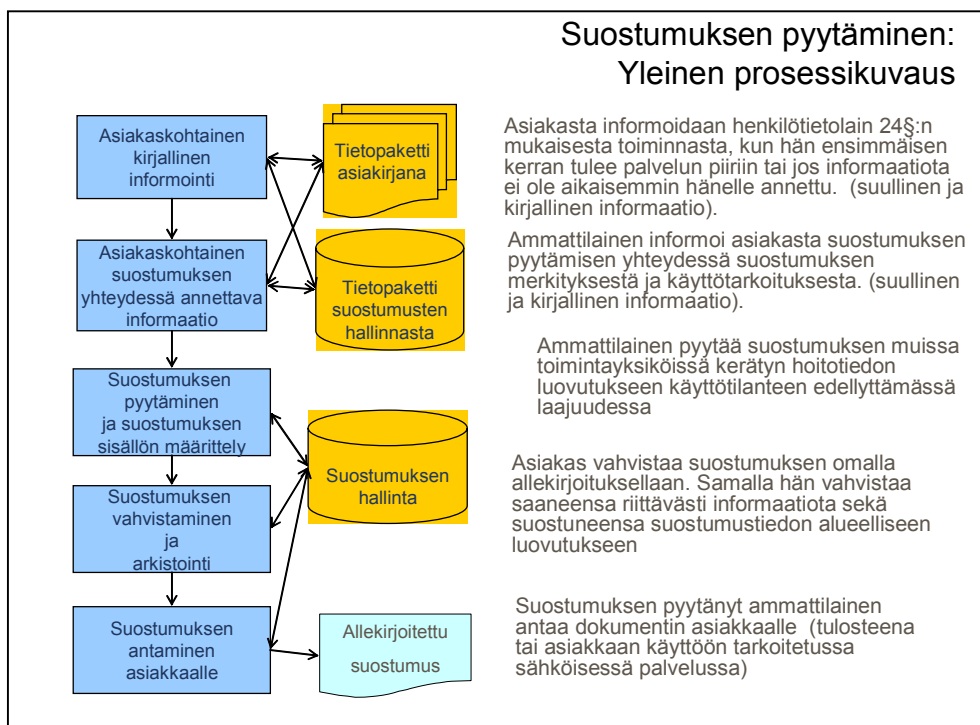 Suostumuksen pyytäminen:
Yleinen prosessikuvaus
Asiakaskohtainen
kirjallinen
informointi
Tietopaketti
asiakirjana
Asiakasta informoidaan henkilötietolain 24§:n
mukaisesta toiminnasta, kun hän ensimmäisen
kerran tulee palvelun piiriin tai jos informaatiota
ei ole aikaisemmin hänelle annettu. (suullinen ja
kirjallinen informaatio).
Asiakaskohtainen
suostumuksen
yhteydessä annettava
informaatio
Tietopaketti
suostumusten
hallinnasta
Ammattilainen informoi asiakasta suostumuksen
pyytämisen yhteydessä suostumuksen
merkityksestä ja käyttötarkoituksesta. (suullinen
ja kirjallinen informaatio).
Suostumuksen
pyytäminen
ja suostumuksen
sisällön määrittely
Ammattilainen pyytää suostumuksen muissa
toimintayksiköissä kerätyn hoitotiedon
luovutukseen käyttötilanteen edellyttämässä
laajuudessa
Suostumuksen
hallinta
Suostumuksen
vahvistaminen
ja
arkistointi
Asiakas vahvistaa suostumuksen omalla
allekirjoituksellaan. Samalla hän vahvistaa
saaneensa riittävästi informaatiota sekä
suostuneensa suostumustiedon alueelliseen
luovutukseen
Suostumuksen
antaminen
asiakkaalle
Allekirjoitettu
suostumus
Suostumuksen pyytänyt ammattilainen
antaa dokumentin asiakkaalle (tulosteena
tai asiakkaan käyttöön tarkoitetussa
sähköisessä palvelussa)